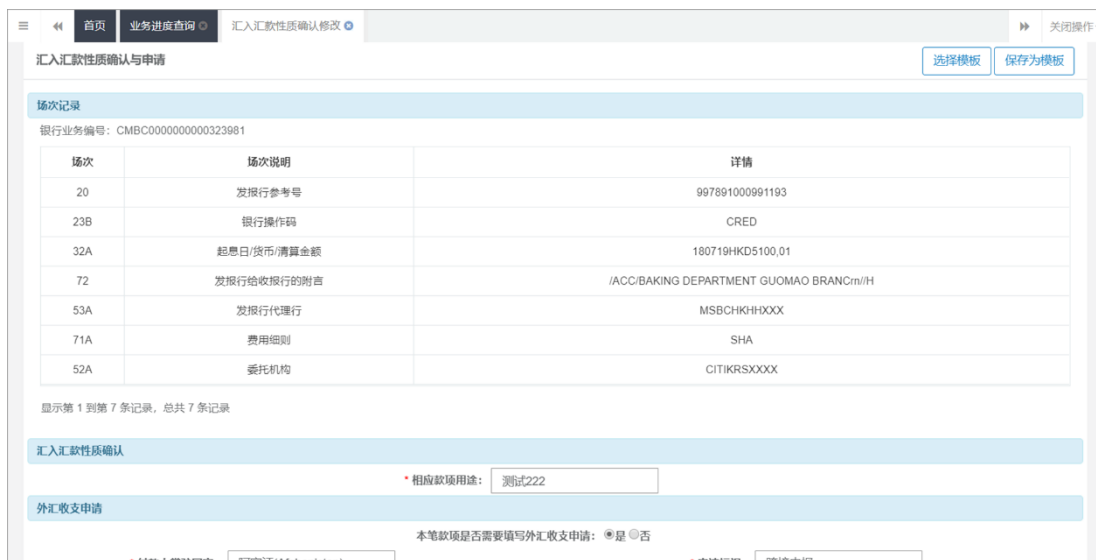 首页 业务进度查询 汇入汇款性质确认修改 关闭操作
汇入汇款性质确认与申请 选择模板 保存为模板
场次记录
银行业务编号：CMBC0000000000323981
场次 场次说明 详情
20 发报行参考号 997891000991193
23B 银行操作码 CRED
32A 起息日/货币/清算金额 180719HKD5100,01
72 发报行给收报行的附言 /ACC/BAKING DEPARTMENT GUOMAO BRANCrn//H
53A 发报行代理行 MSBCHKHHXXX
71A 费用细则 SHA
52A 委托机构 CITIKRSXXXX
显示第 1 到第 7 条记录，总共 7 条记录
汇入汇款性质确认
* 相应款项用途： 测试222
外汇收支申请
本笔款项是否需要填写外汇收支申请： 是 否